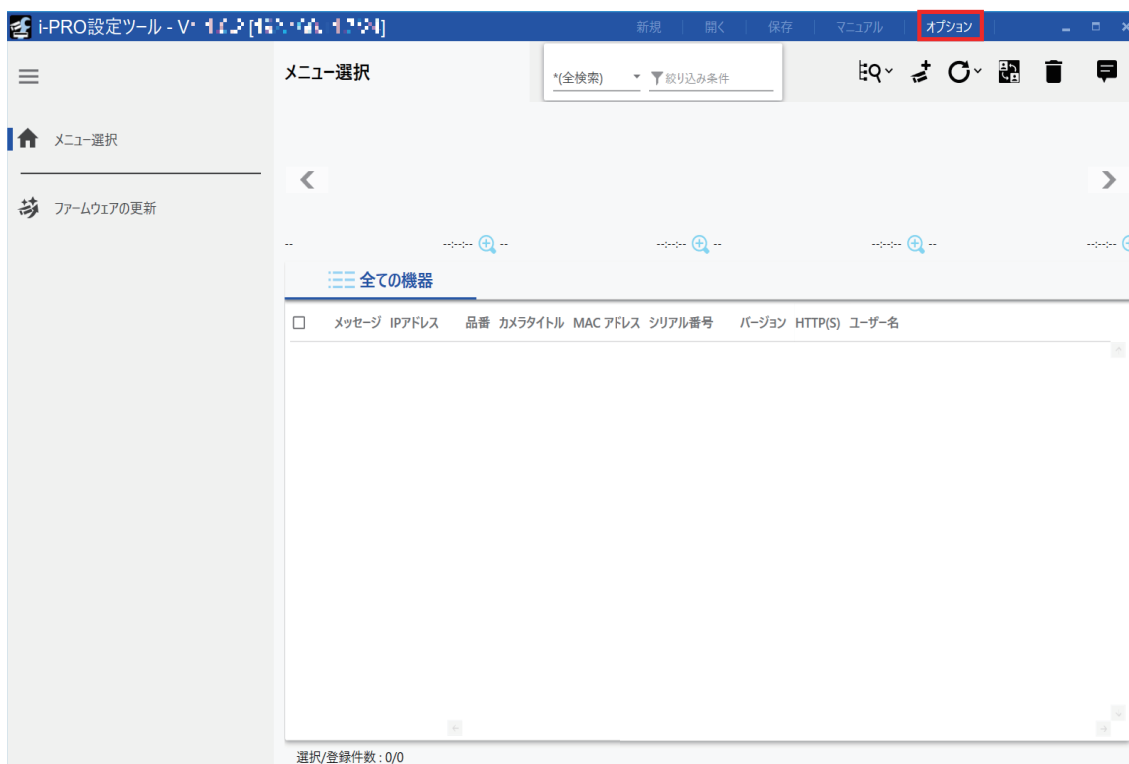 i-PRO設定ツール - V
新規 開く 保存 マニュアル オプション
メニュー選択
*(全検索) 絞り込み条件
メニュー選択
ファームウェアの更新
-- --:--:-- -- --:--:-- -- --:--:-- -- --:--:--
全ての機器
メッセージ IPアドレス 品番 カメラタイトル MAC アドレス シリアル番号 バージョン HTTP(S) ユーザー名
選択/登録件数 : 0/0